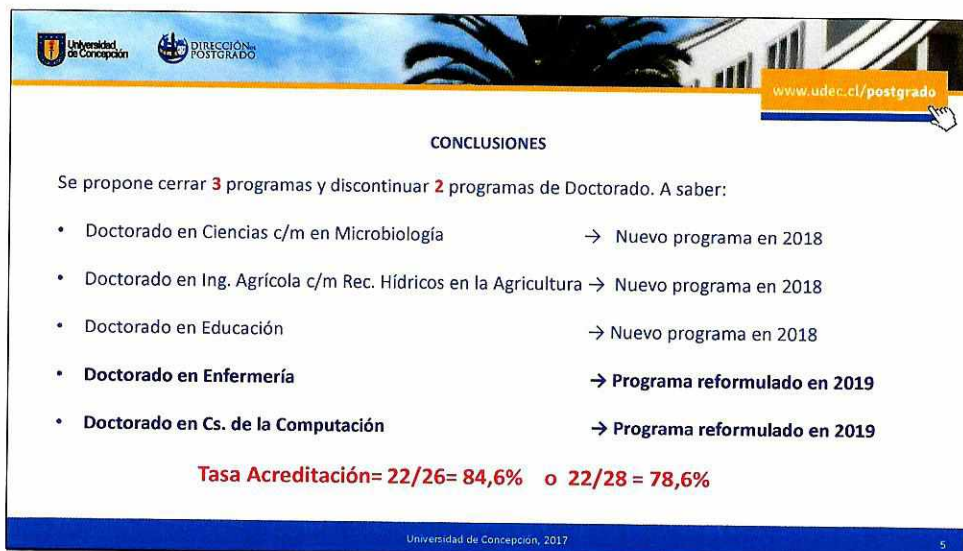 Universidad
de Concepción
DIRECCIÓN DE
POSTGRADO
www.udec.cl/postgrado
CONCLUSIONES
Se propone cerrar 3 programas y discontinuar 2 programas de Doctorado. A saber:
• Doctorado en Ciencias c/m en Microbiología → Nuevo programa en 2018
• Doctorado en Ing. Agrícola c/m Rec. Hídricos en la Agricultura → Nuevo programa en 2018
• Doctorado en Educación → Nuevo programa en 2018
• Doctorado en Enfermería → Programa reformulado en 2019
• Doctorado en Cs. de la Computación → Programa reformulado en 2019
Tasa Acreditación= 22/26= 84,6% o 22/28 = 78,6%
Universidad de Concepción, 2017
5